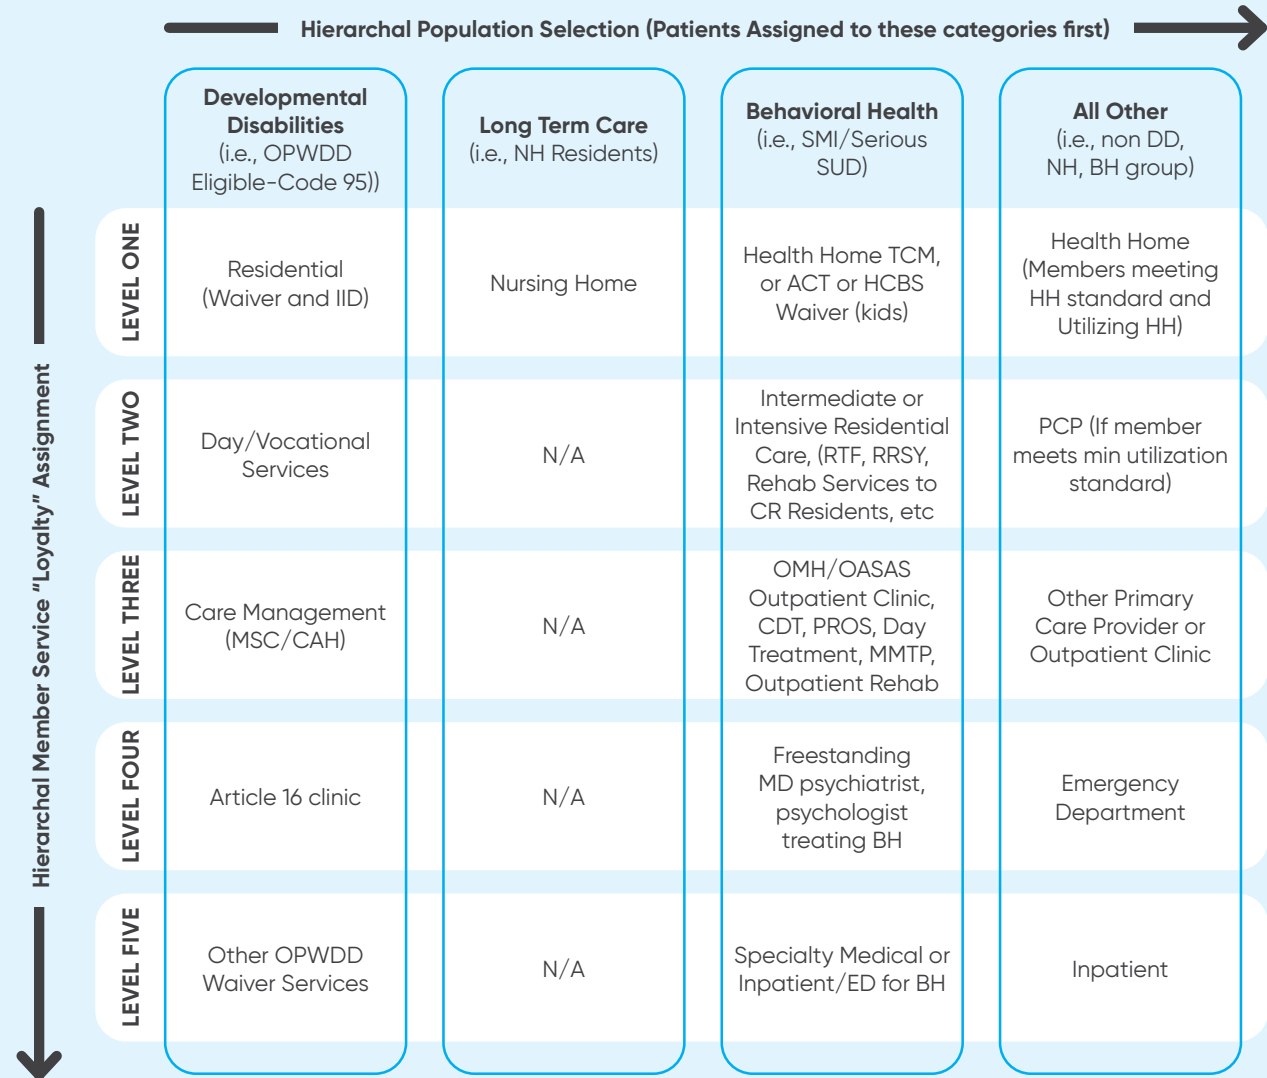 Hierarchal Population Selection (Patients Assigned to these categories first)
Developmental
Disabilities
(i.e., OPWDD
Eligible-Code 95))
Long Term Care
(i.e., NH Residents)
Behavioral Health
(i.e., SMI/Serious
SUD)
All Other
(i.e., non DD,
NH, BH group)
Hierarchal Member Service "Loyalty" Assignment
LEVEL ONE
Residential
(Waiver and IID)
Nursing Home
Health Home TCM,
or ACT or HCBS
Waiver (kids)
Health Home
(Members meeting
HH standard and
Utilizing HH)
LEVEL TWO
Day/Vocational
Services
N/A
Intermediate or
Intensive Residential
Care, (RTF, RRSY,
Rehab Services to
CR Residents, etc
PCP (If member
meets min utilization
standard)
LEVEL THREE
Care Management
(MSC/CAH)
N/A
OMH/OASAS
Outpatient Clinic,
CDT, PROS, Day
Treatment, MMTP,
Outpatient Rehab
Other Primary
Care Provider or
Outpatient Clinic
LEVEL FOUR
Article 16 clinic
N/A
Freestanding
MD psychiatrist,
psychologist
treating BH
Emergency
Department
LEVEL FIVE
Other OPWDD
Waiver Services
N/A
Specialty Medical or
Inpatient/ED for BH
Inpatient